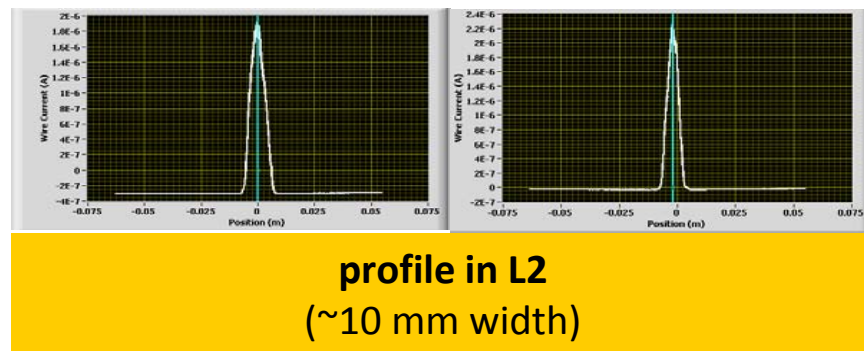 2E-6
1.8E-6
1.6E-6
1.4E-6
1.2E-6
1E-6
8E-7
6E-7
4E-7
2E-7
0
-2E-7
-4E-7
Wire Current (A)
-0.075 -0.05 -0.025 0 0.025 0.05 0.075
Position (m)
2.4E-6
2.2E-6
2E-6
1.8E-6
1.6E-6
1.4E-6
1.2E-6
1E-6
8E-7
6E-7
4E-7
2E-7
0
-2E-7
Wire Current (A)
-0.075 -0.05 -0.025 0 0.025 0.05 0.075
Position (m)
profile in L2
(~10 mm width)